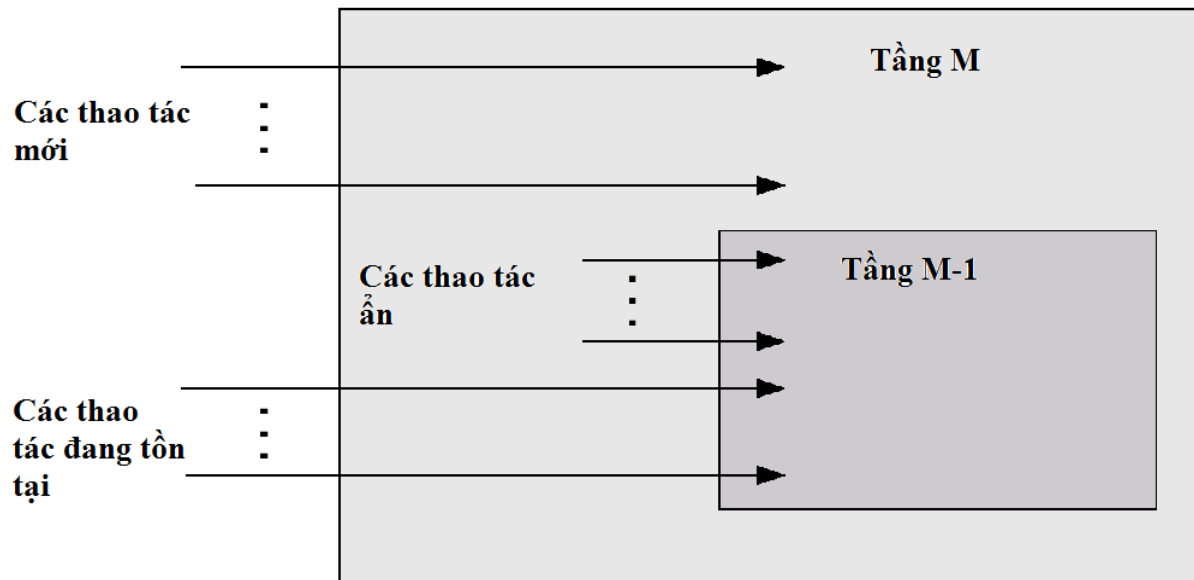 Tầng M
Các thao tác
mới
Các thao tác
ẩn
Tầng M-1
Các thao
tác đang tồn
tại